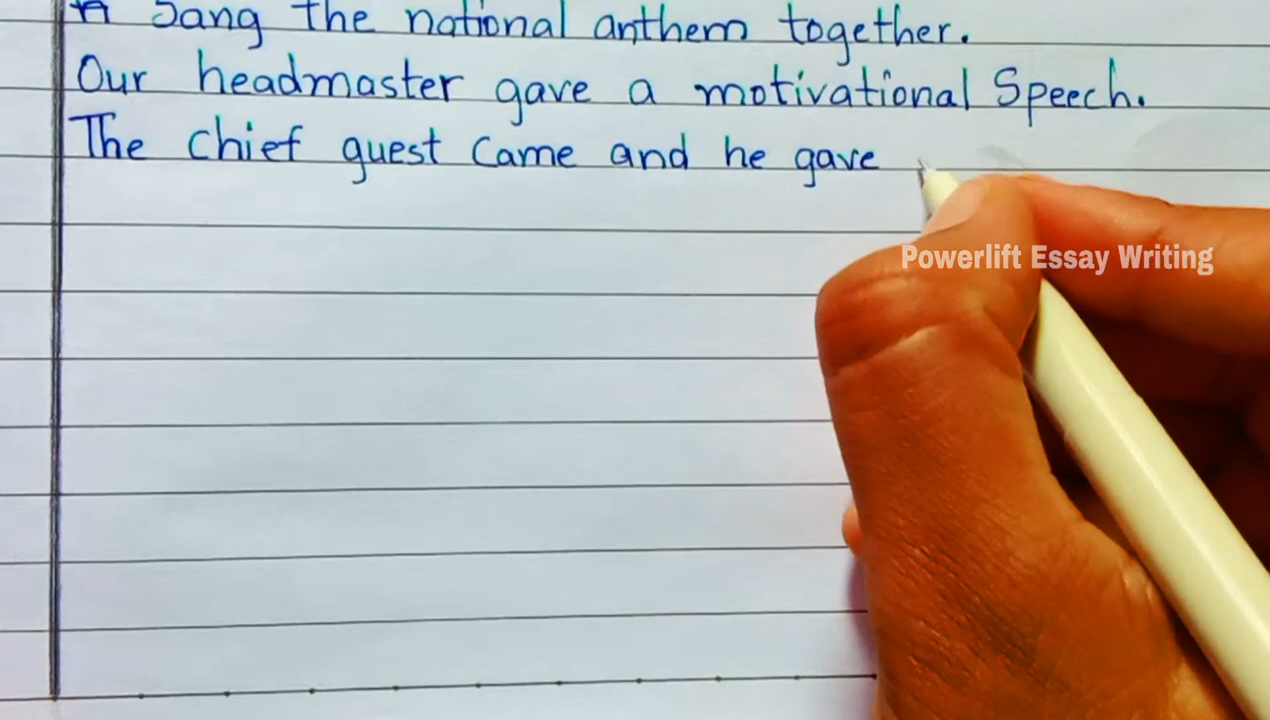 Sang the national anthem together.
Our headmaster gave a motivational Speech.
The chief guest Came and he gave
Powerlift Essay Writing